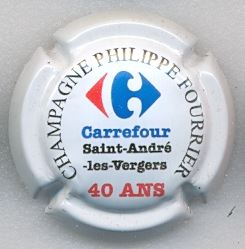 CHAMPAGNE PHILIPPE FOURRIER
Carrefour
Saint-André
-les-Vergers
40 ANS